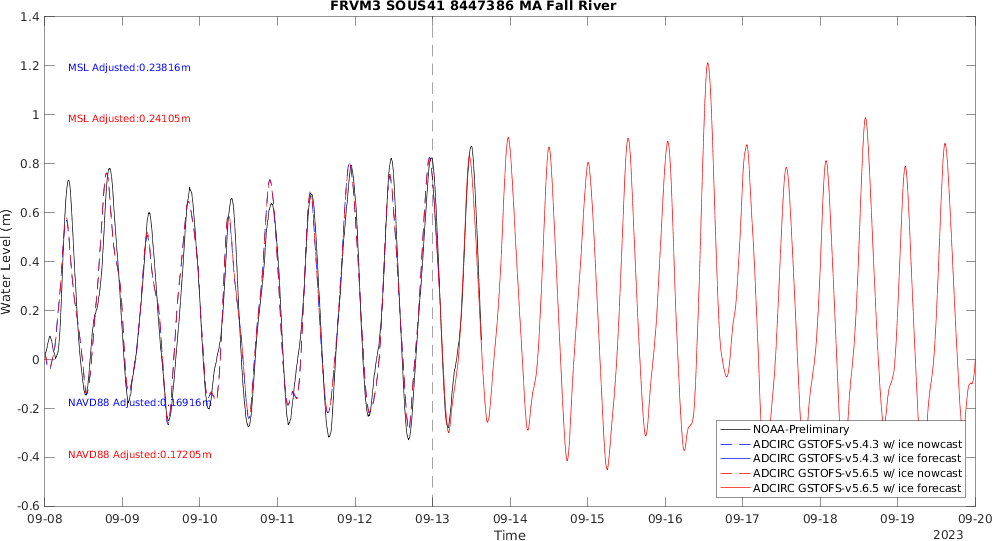 FRVM3 SOUS41 8447386 MA Fall River
1.4
1.2
1
0.8
0.6
0.4
0.2
0
-0.2
-0.4
-0.6
Water Level (m)
MSL Adjusted:0.23816m
MSL Adjusted:0.24105m
NAVD88 Adjusted:0.16916m
NAVD88 Adjusted:0.17205m
NOAA-Preliminary
ADCIRC GSTOFS-v5.4.3 w/ ice nowcast
ADCIRC GSTOFS-v5.4.3 w/ ice forecast
ADCIRC GSTOFS-v5.6.5 w/ ice nowcast
ADCIRC GSTOFS-v5.6.5 w/ ice forecast
09-08 09-09 09-10 09-11 09-12 09-13 09-14 09-15 09-16 09-17 09-18 09-19 09-20
Time
2023